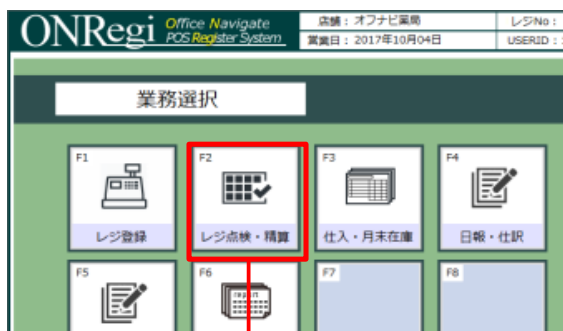 ONRegi Office Navigate
POS Register System
店舗：オフナビ薬局
レジNo：
営業日：2017年10月04日
USERID：
業務選択
F1
レジ登録
F2
レジ点検・精算
F3
仕入・月末在庫
F4
日報・仕訳
F5
F6
report
F7
F8